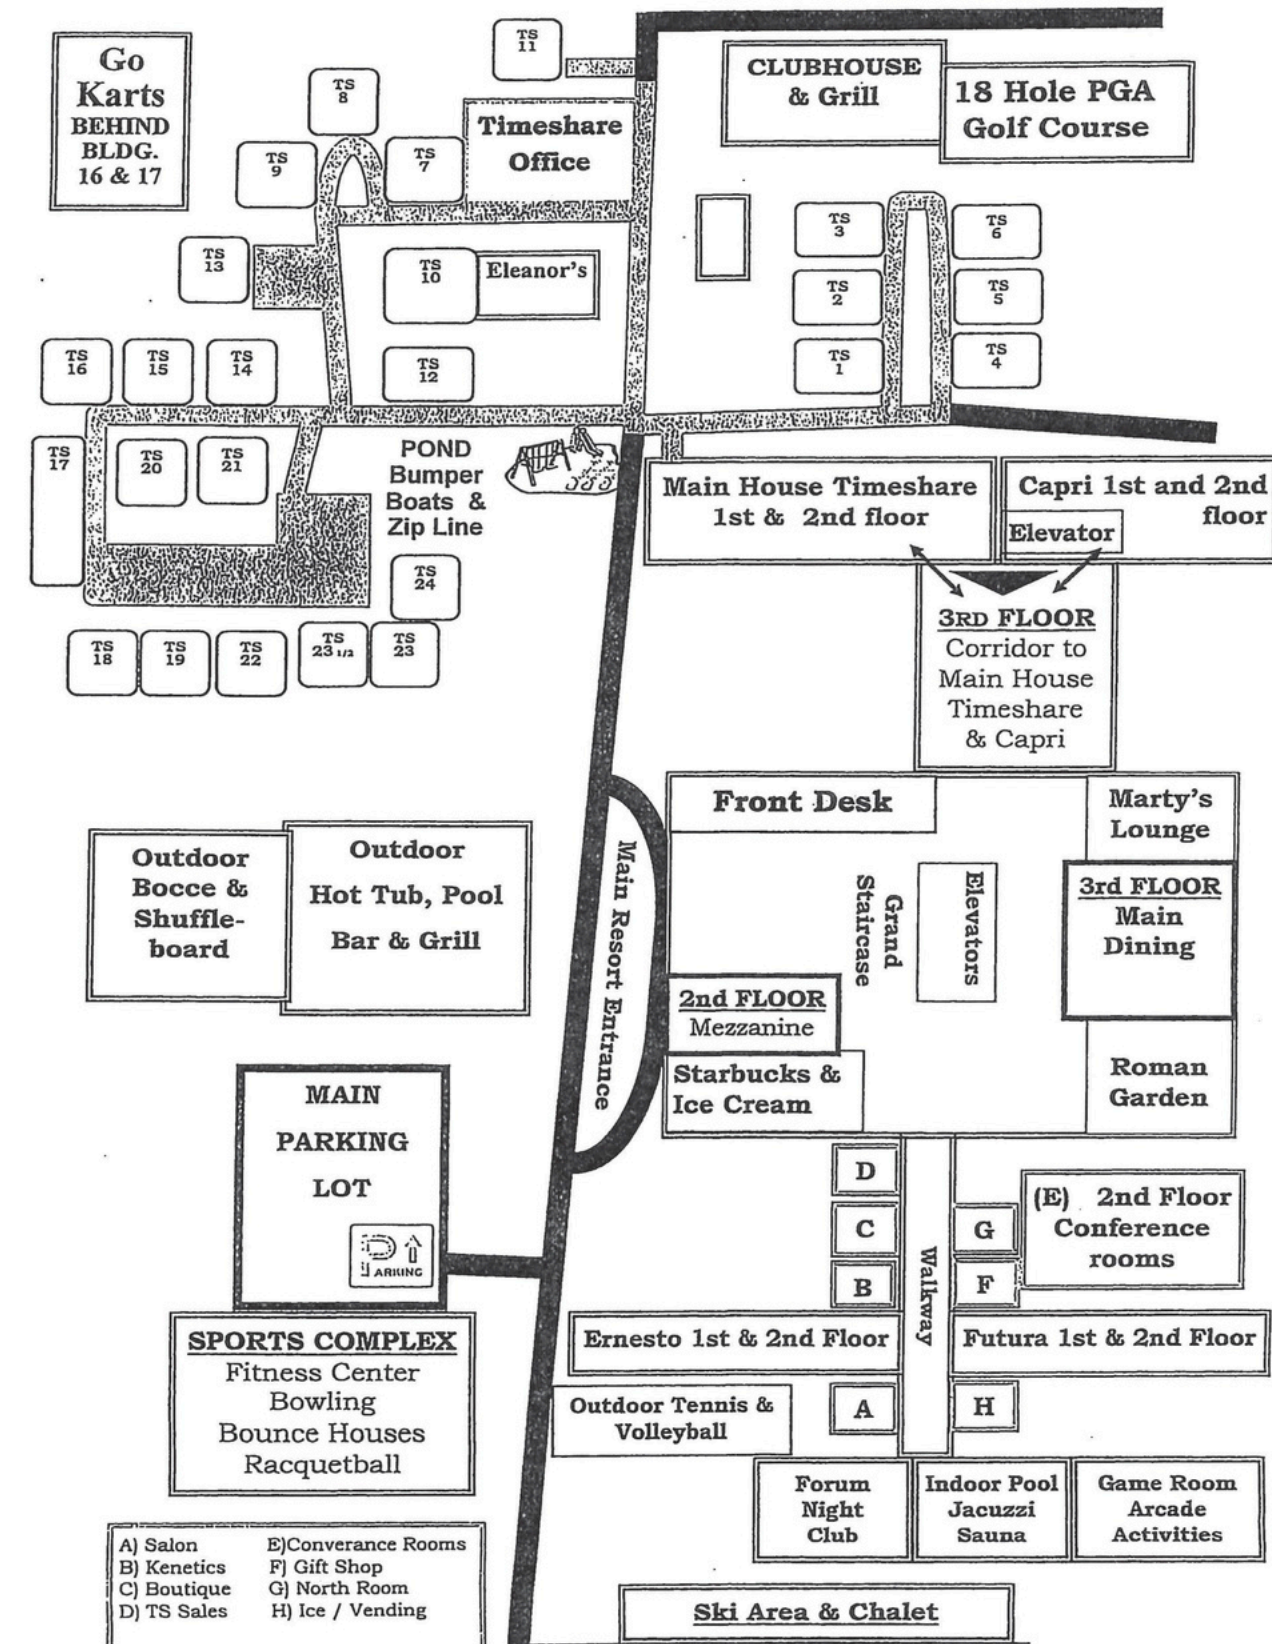 Go
Karts
BEHIND
BLDG.
16 & 17
TS
11
TS
8
TS
9
TS
7
Timeshare
Office
CLUBHOUSE
& Grill
18 Hole PGA
Golf Course
TS
13
TS
10
Eleanor's
TS
3
TS
6
TS
2
TS
5
TS
1
TS
4
TS
16
TS
15
TS
14
TS
12
TS
17
TS
20
TS
21
POND
Bumper
Boats &
Zip Line
Main House Timeshare
1st & 2nd floor
Capri 1st and 2nd
floor
Elevator
TS
24
TS
18
TS
19
TS
22
TS
23 1/2
TS
23
3RD FLOOR
Corridor to
Main House
Timeshare
& Capri
Front Desk
Marty's
Lounge
Outdoor
Bocce &
Shuffle-
board
Outdoor
Hot Tub, Pool
Bar & Grill
Main Resort Entrance
Grand
Staircase
Elevators
3rd FLOOR
Main
Dining
2nd FLOOR
Mezzanine
Starbucks &
Ice Cream
Roman
Garden
MAIN
PARKING
LOT
ARKING
D
C
B
Walkway
G
F
(E) 2nd Floor
Conference
rooms
Ernesto 1st & 2nd Floor
Futura 1st & 2nd Floor
SPORTS COMPLEX
Fitness Center
Bowling
Bounce Houses
Racquetball
Outdoor Tennis &
Volleyball
A
H
Forum
Night
Club
Indoor Pool
Jacuzzi
Sauna
Game Room
Arcade
Activities
A) Salon E)Converance Rooms
B) Kenetics F) Gift Shop
C) Boutique G) North Room
D) TS Sales H) Ice / Vending
Ski Area & Chalet